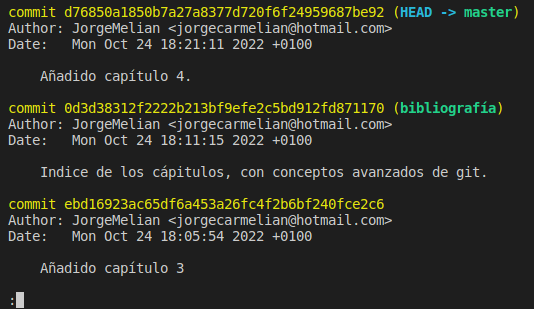 commit d76850a1850b7a27a8377d720f6f24959687be92 (HEAD -> master)
Author: JorgeMelian <jorgecarmelian@hotmail.com>
Date:   Mon Oct 24 18:21:11 2022 +0100
Añadido capítulo 4.
commit 0d3d38312f2222b213bf9efe2c5bd912fd871170 (bibliografía)
Author: JorgeMelian <jorgecarmelian@hotmail.com>
Date:   Mon Oct 24 18:11:15 2022 +0100
Indice de los cápitulos, con conceptos avanzados de git.
commit ebd16923ac65df6a453a26fc4f2b6bf240fce2c6
Author: JorgeMelian <jorgecarmelian@hotmail.com>
Date:   Mon Oct 24 18:05:54 2022 +0100
Añadido capítulo 3
: